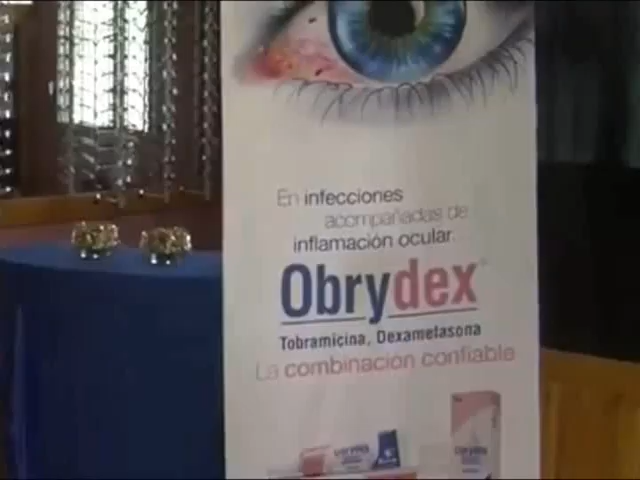 En infecciones
acompañadas de
inflamación ocular.
Obrydex
Tobramicina, Dexametasona
La combinación confiable